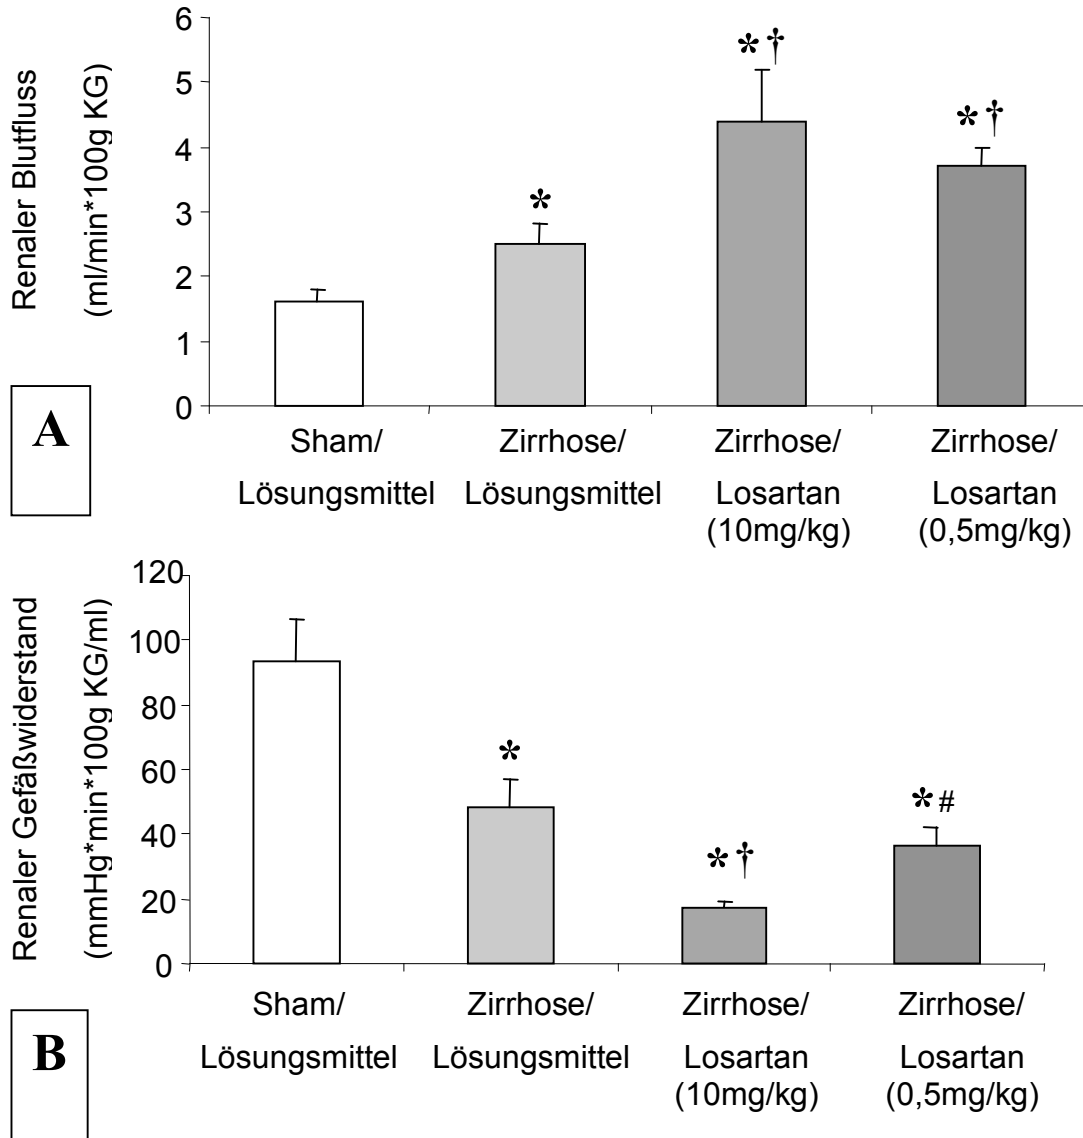 Renaler Blutfluss
(ml/min*100g KG)
6
5
4
3
2
1
0
*†
*†
*
A
Sham/
Lösungsmittel
Zirrhose/
Lösungsmittel
Zirrhose/
Losartan
(10mg/kg)
Zirrhose/
Losartan
(0,5mg/kg)
Renaler Gefäßwiderstand
(mmHg*min*100g KG/ml)
120
100
80
60
40
20
0
*
*†
*#
B
Sham/
Lösungsmittel
Zirrhose/
Lösungsmittel
Zirrhose/
Losartan
(10mg/kg)
Zirrhose/
Losartan
(0,5mg/kg)